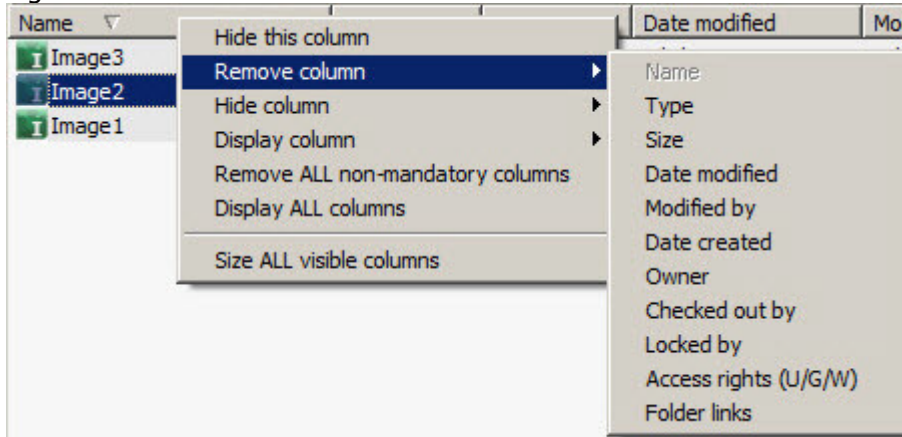 Name
Date modified
Mo
Image3
Image2
Image1
Hide this column
Remove column
Hide column
Display column
Remove ALL non-mandatory columns
Display ALL columns
Size ALL visible columns
Name
Type
Size
Date modified
Modified by
Date created
Owner
Checked out by
Locked by
Access rights (U/G/W)
Folder links